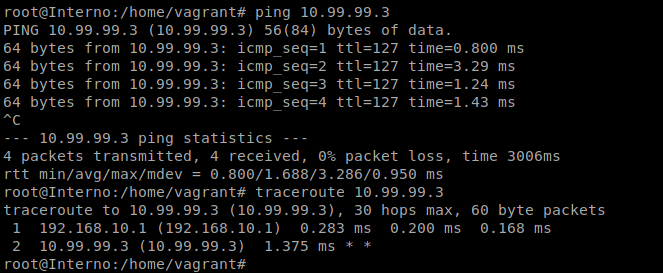 root@Interno:/home/vagrant# ping 10.99.99.3
PING 10.99.99.3 (10.99.99.3) 56(84) bytes of data.
64 bytes from 10.99.99.3: icmp_seq=1 ttl=127 time=0.800 ms
64 bytes from 10.99.99.3: icmp_seq=2 ttl=127 time=3.29 ms
64 bytes from 10.99.99.3: icmp_seq=3 ttl=127 time=1.24 ms
64 bytes from 10.99.99.3: icmp_seq=4 ttl=127 time=1.43 ms
^C
--- 10.99.99.3 ping statistics ---
4 packets transmitted, 4 received, 0% packet loss, time 3006ms
rtt min/avg/max/mdev = 0.800/1.688/3.286/0.950 ms
root@Interno:/home/vagrant# traceroute 10.99.99.3
traceroute to 10.99.99.3 (10.99.99.3), 30 hops max, 60 byte packets
 1  192.168.10.1 (192.168.10.1)  0.283 ms  0.200 ms  0.168 ms
 2  10.99.99.3 (10.99.99.3)  1.375 ms * *
root@Interno:/home/vagrant#